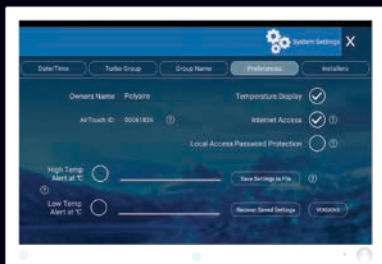 System Settings X
Date/Time Turbo Group Group Name Preferences Installers
Owners Name Polyaire Temperature Display
AirTouch ID: 00061826 Internet Access
Local Access Password Protection
High Temp
Alert at °C
Save Settings to File
Low Temp
Alert at °C
Recover Saved Settings VERSIONS